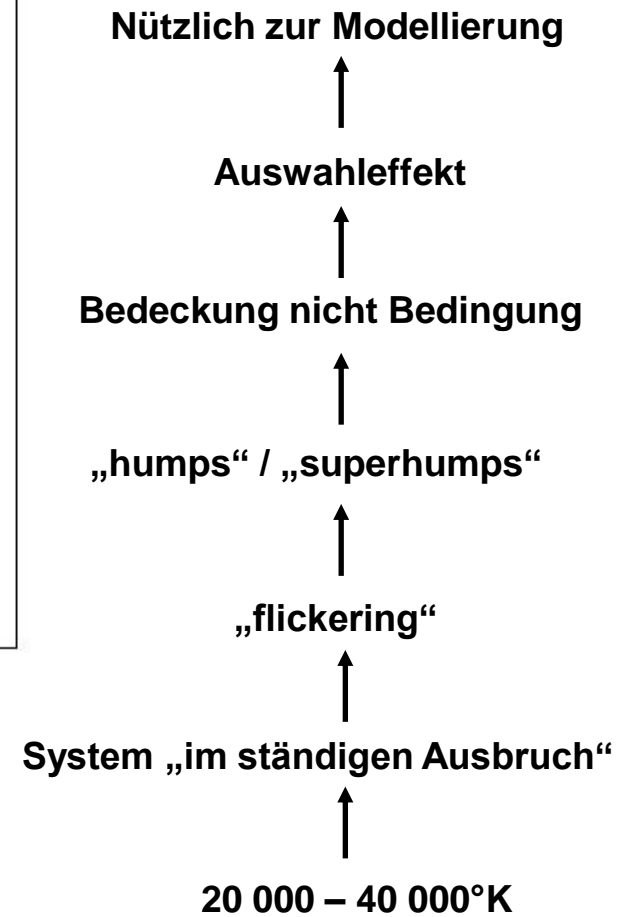 Nützlich zur Modellierung
Auswahleffekt
Bedeckung nicht Bedingung
„humps“ / „superhumps“
„flickering“
System „im ständigen Ausbruch“
20 000 – 40 000°K